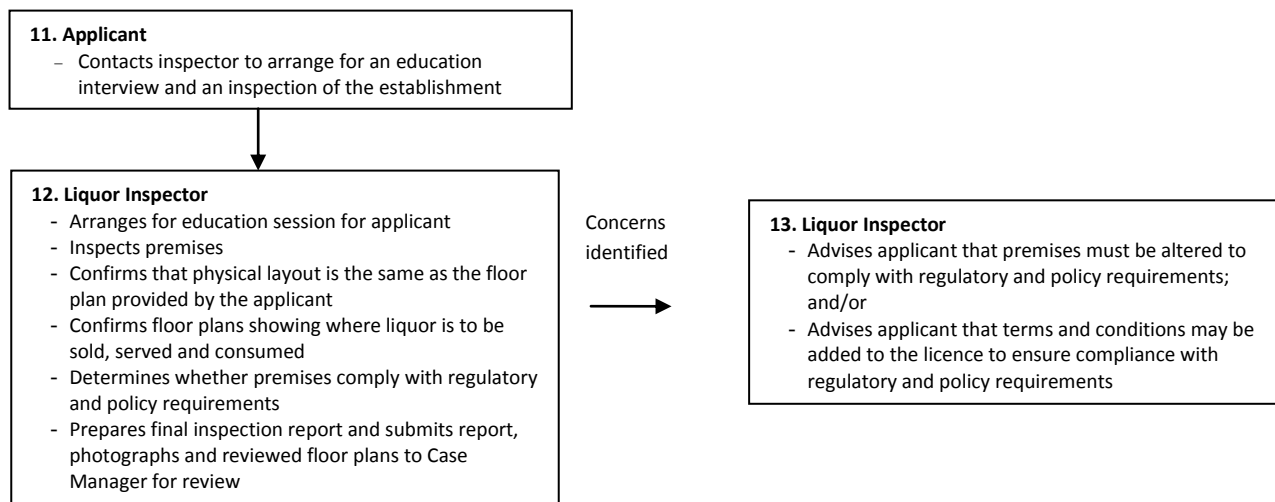 11. Applicant
– Contacts inspector to arrange for an education
interview and an inspection of the establishment
12. Liquor Inspector
- Arranges for education session for applicant
- Inspects premises
- Confirms that physical layout is the same as the floor
plan provided by the applicant
- Confirms floor plans showing where liquor is to be
sold, served and consumed
- Determines whether premises comply with regulatory
and policy requirements
- Prepares final inspection report and submits report,
photographs and reviewed floor plans to Case
Manager for review
Concerns
identified
13. Liquor Inspector
- Advises applicant that premises must be altered to
comply with regulatory and policy requirements;
and/or
- Advises applicant that terms and conditions may be
added to the licence to ensure compliance with
regulatory and policy requirements